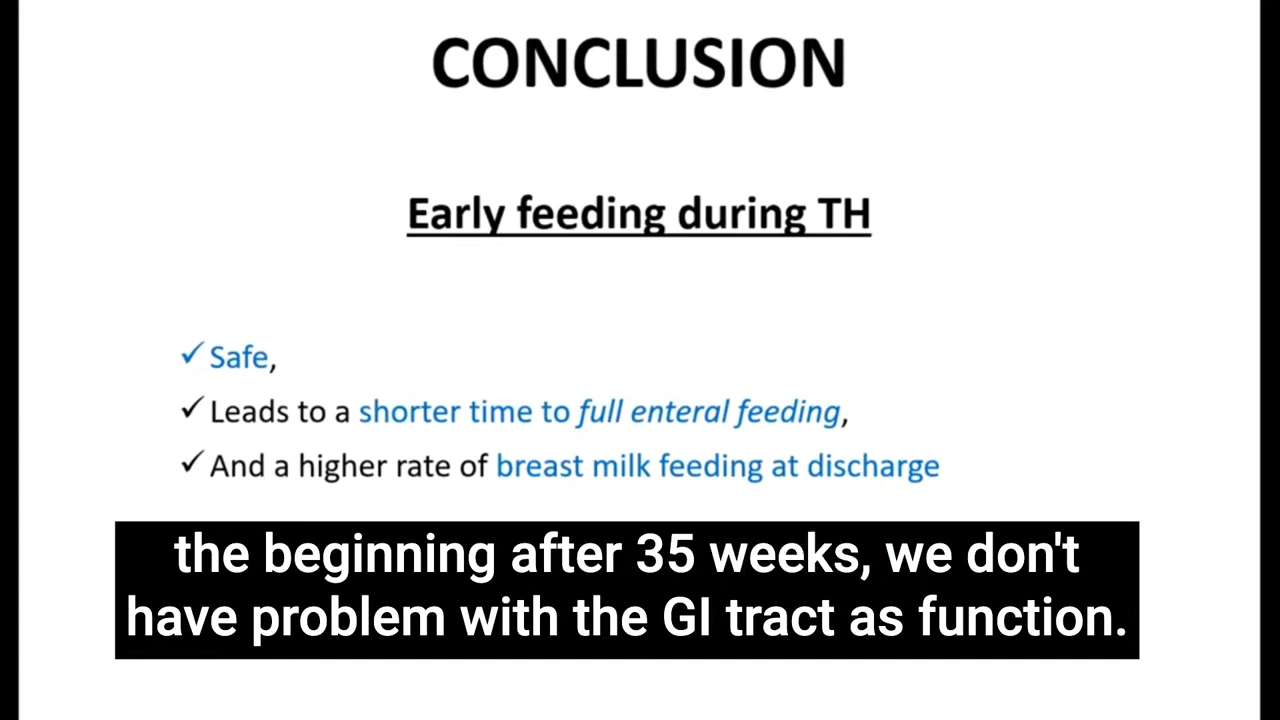 CONCLUSION
Early feeding during TH
✓ Safe,
✓ Leads to a shorter time to full enteral feeding,
✓ And a higher rate of breast milk feeding at discharge
the beginning after 35 weeks, we don't
have problem with the GI tract as function.